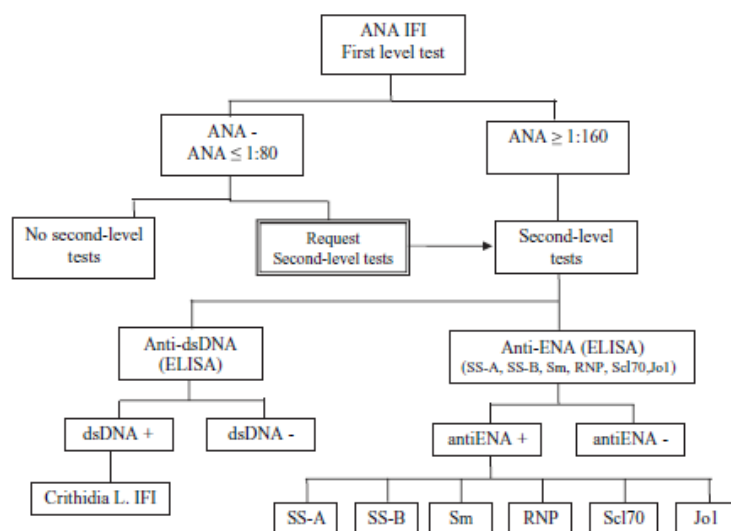 ANA IFI
First level test
ANA -
ANA ≤ 1:80
ANA ≥ 1:160
No second-level
tests
Request
Second-level tests
Second-level
tests
Anti-dsDNA
(ELISA)
Anti-ENA (ELISA)
(SS-A, SS-B, Sm, RNP, Scl70,Jo1)
dsDNA +
dsDNA -
antiENA +
antiENA -
Crithidia L. IFI
SS-A
SS-B
Sm
RNP
Scl70
Jo1